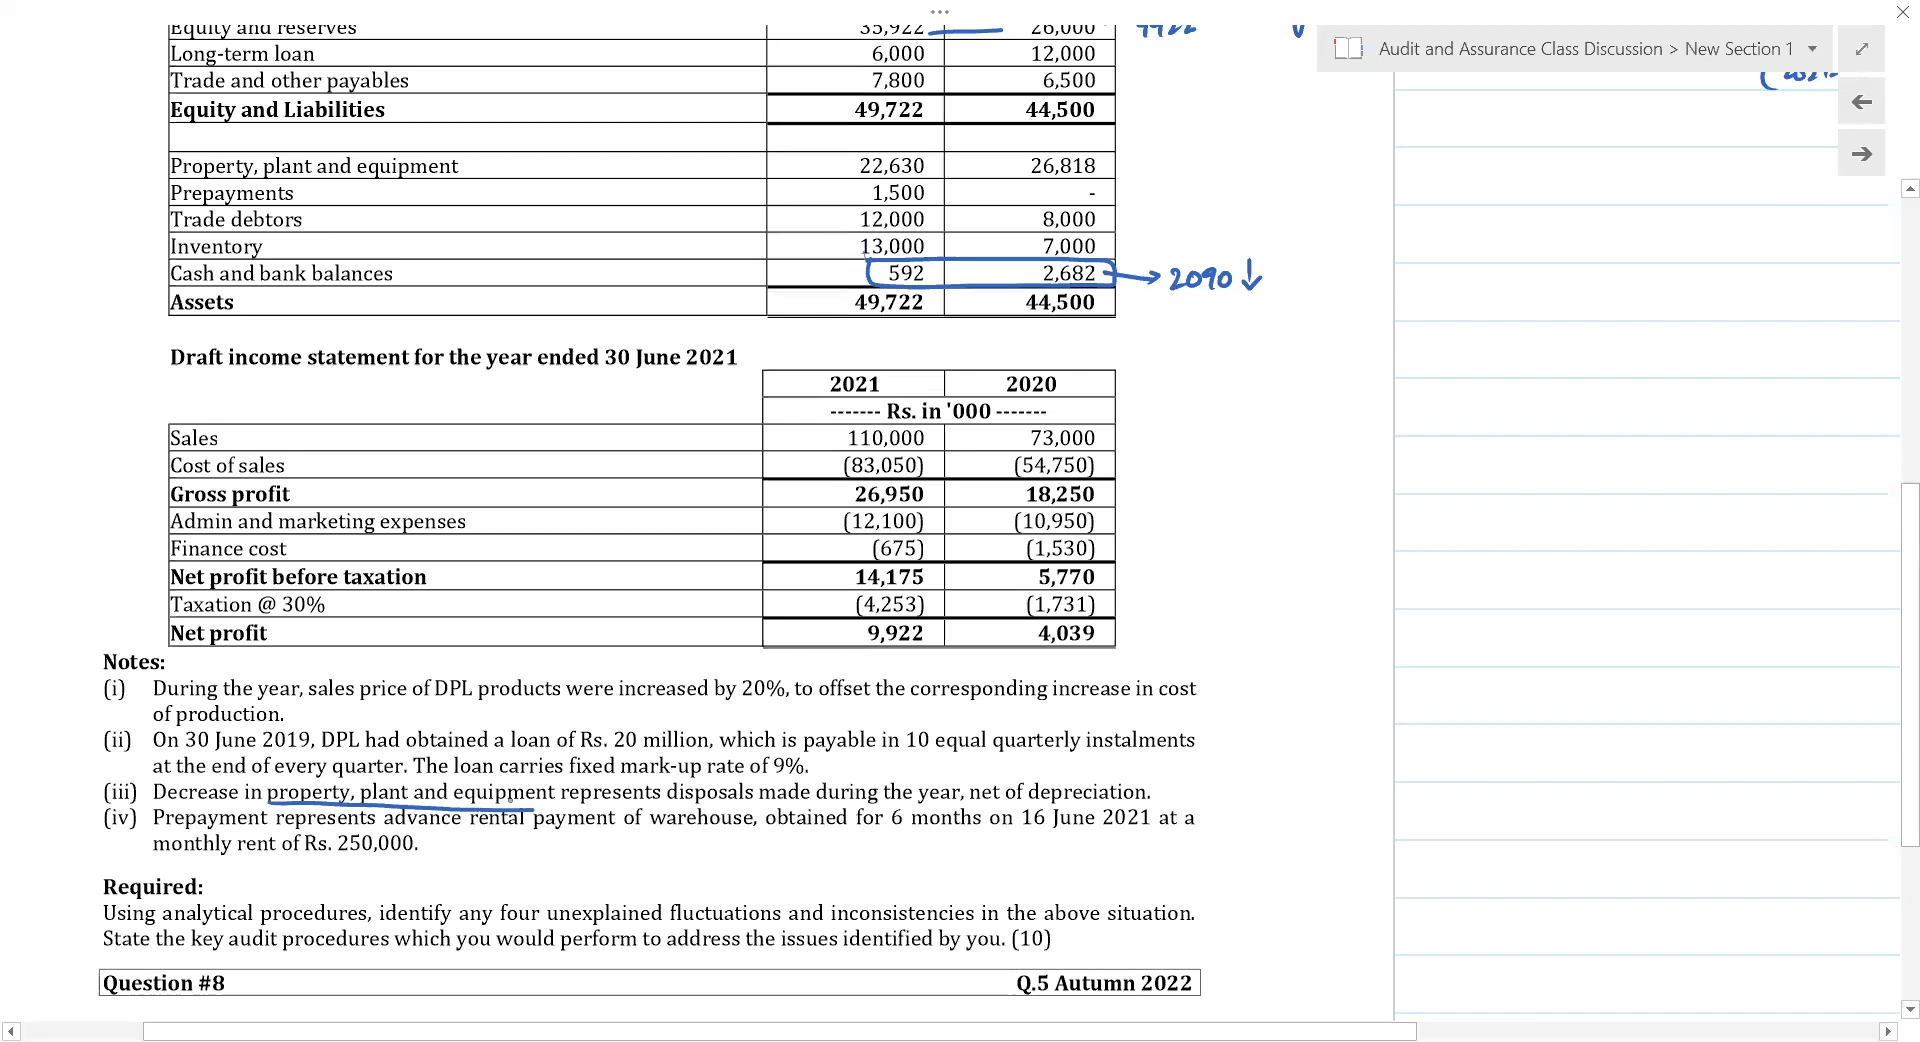 Equity and reserves 35,922 26,000 9922
Audit and Assurance Class Discussion > New Section 1
Long-term loan 6,000 12,000
Trade and other payables 7,800 6,500
Equity and Liabilities 49,722 44,500
Property, plant and equipment 22,630 26,818
Prepayments 1,500 -
Trade debtors 12,000 8,000
Inventory 13,000 7,000
Cash and bank balances 592 2,682 → 2090 ↓
Assets 49,722 44,500
Draft income statement for the year ended 30 June 2021
2021 2020
------- Rs. in '000 -------
Sales 110,000 73,000
Cost of sales (83,050) (54,750)
Gross profit 26,950 18,250
Admin and marketing expenses (12,100) (10,950)
Finance cost (675) (1,530)
Net profit before taxation 14,175 5,770
Taxation @ 30% (4,253) (1,731)
Net profit 9,922 4,039
Notes:
(i) During the year, sales price of DPL products were increased by 20%, to offset the corresponding increase in cost
of production.
(ii) On 30 June 2019, DPL had obtained a loan of Rs. 20 million, which is payable in 10 equal quarterly instalments
at the end of every quarter. The loan carries fixed mark-up rate of 9%.
(iii) Decrease in property, plant and equipment represents disposals made during the year, net of depreciation.
(iv) Prepayment represents advance rental payment of warehouse, obtained for 6 months on 16 June 2021 at a
monthly rent of Rs. 250,000.
Required:
Using analytical procedures, identify any four unexplained fluctuations and inconsistencies in the above situation.
State the key audit procedures which you would perform to address the issues identified by you. (10)
Question #8 Q.5 Autumn 2022